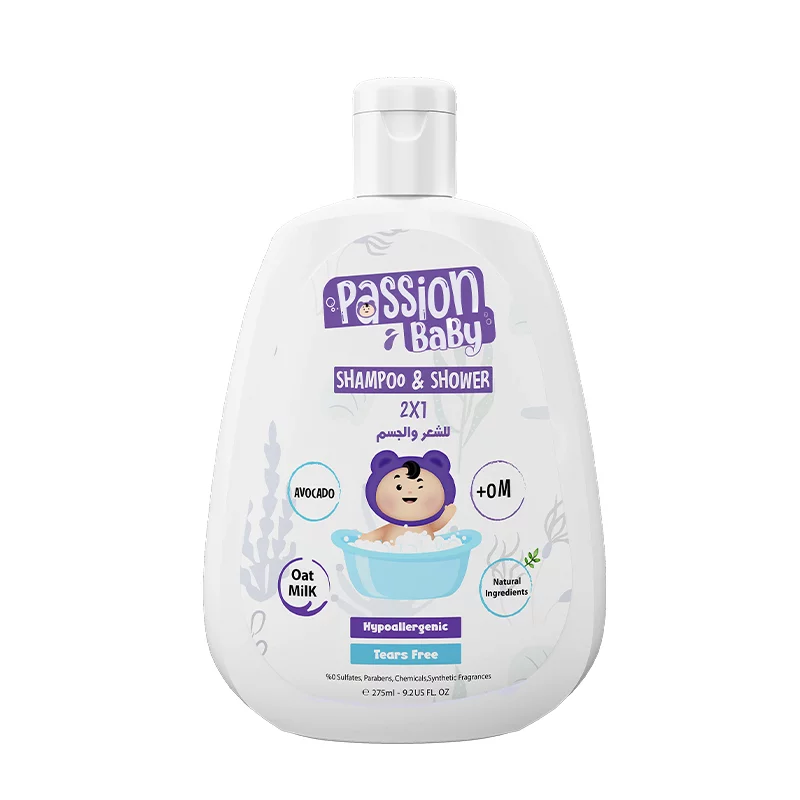 Passion
BaBy
SHAMPOO & SHOWER
2X1
للشعر والجسم
AVOCADO
+0M
Oat
MilK
Natural
Ingredients
Hypoallergenic
Tears Free
%0 Sulfates, Parabens, Chemicals,Synthetic Fragrances
℮ 275ml - 9.2US FL. OZ